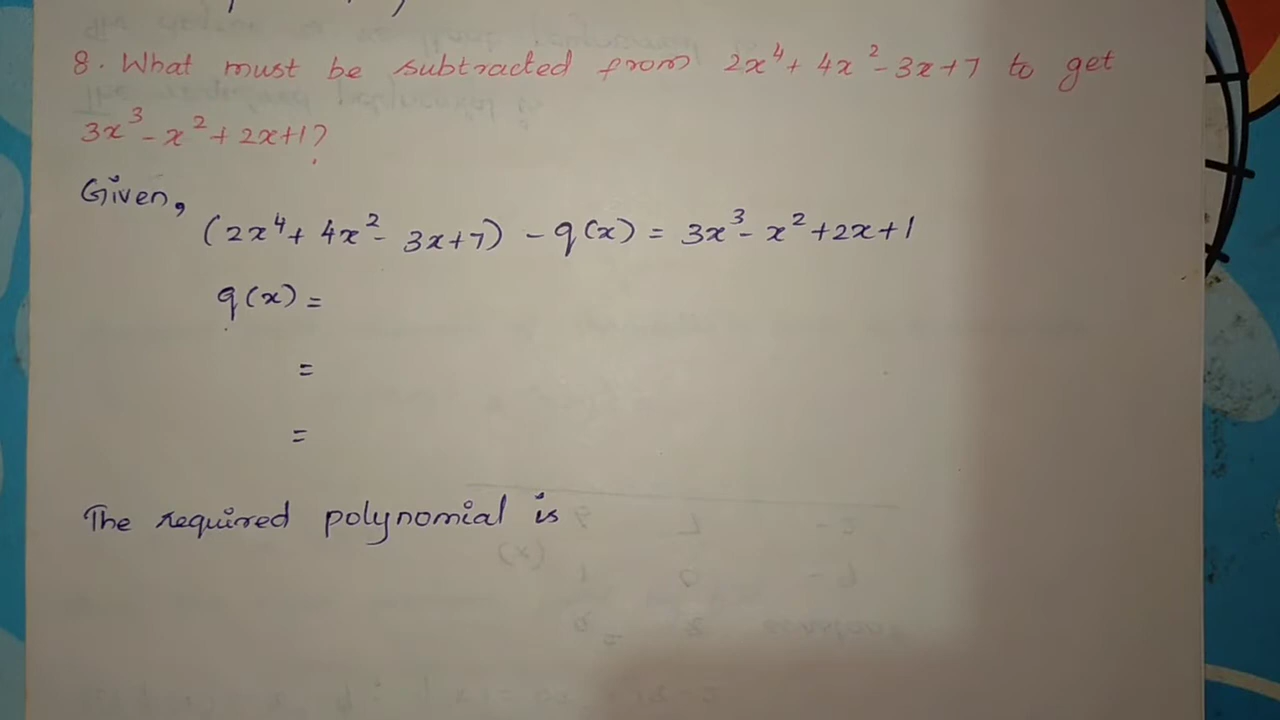 8. What must be subtracted from 2x⁴ + 4x² - 3x + 7 to get
3x³ - x² + 2x + 1?
Given,
(2x⁴ + 4x² - 3x + 7) - q(x) = 3x³ - x² + 2x + 1
q(x) =
=
=
The required polynomial is